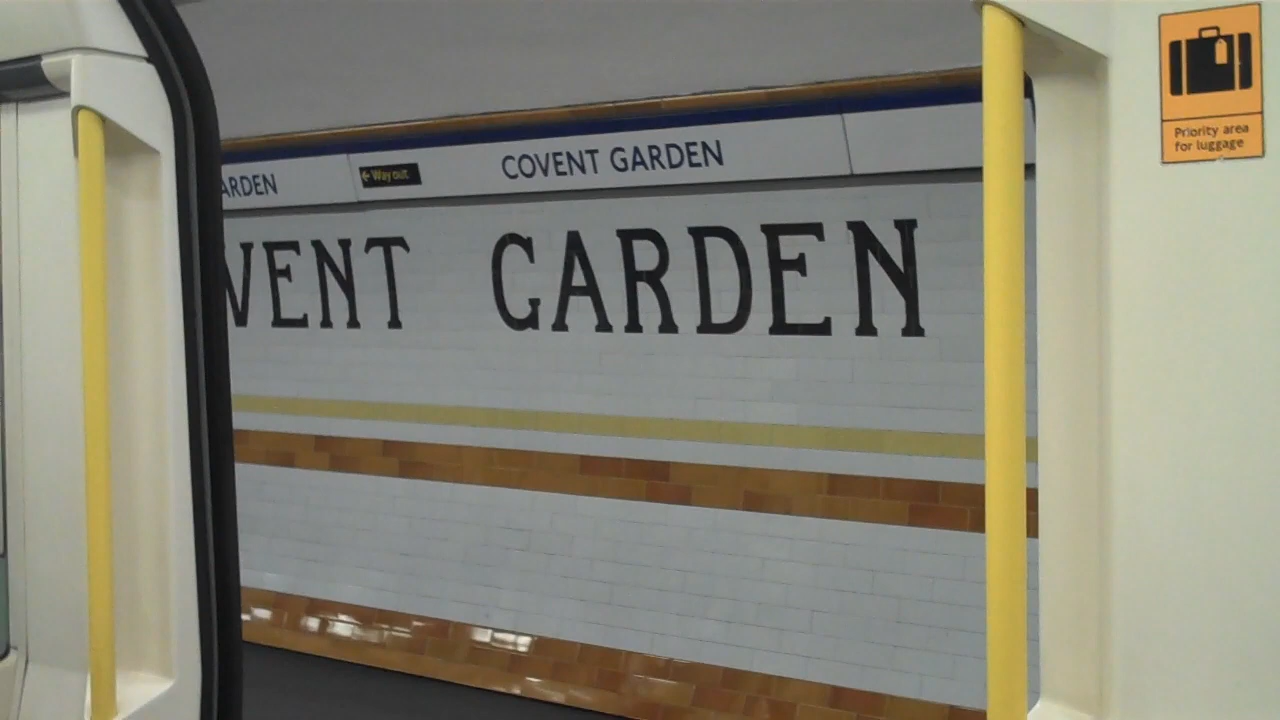 ARDEN
← Way out
COVENT GARDEN
VENT GARDEN
Priority area
for luggage